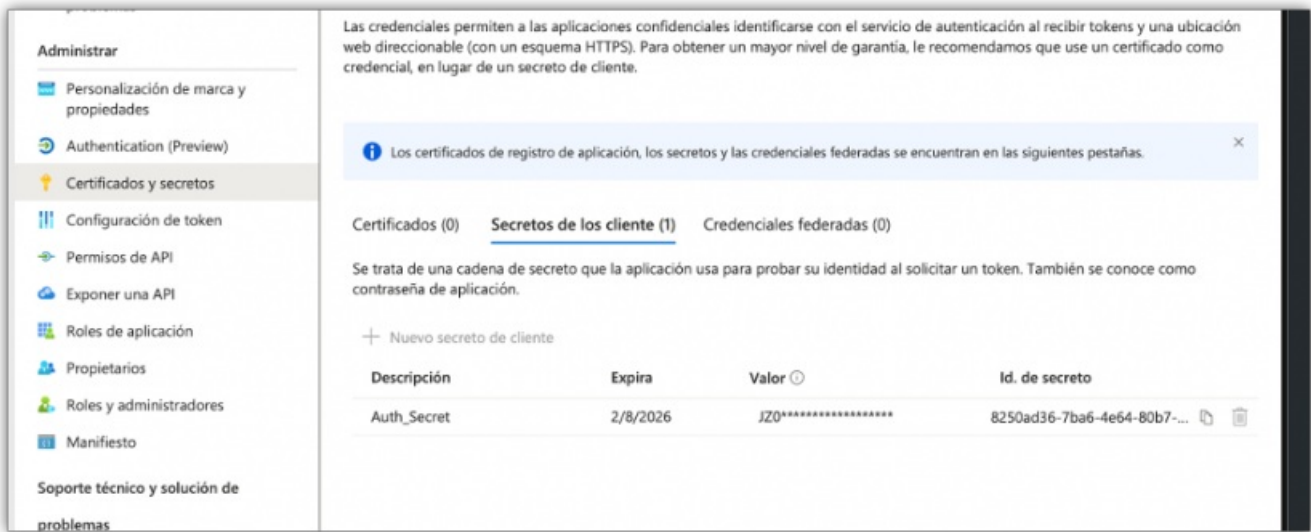 Administrar
Personalización de marca y
propiedades
Authentication (Preview)
Certificados y secretos
Configuración de token
Permisos de API
Exponer una API
Roles de aplicación
Propietarios
Roles y administradores
Manifiesto
Soporte técnico y solución de
problemas
Las credenciales permiten a las aplicaciones confidenciales identificarse con el servicio de autenticación al recibir tokens y una ubicación
web direccionable (con un esquema HTTPS). Para obtener un mayor nivel de garantía, le recomendamos que use un certificado como
credencial, en lugar de un secreto de cliente.
Los certificados de registro de aplicación, los secretos y las credenciales federadas se encuentran en las siguientes pestañas.
Certificados (0) Secretos de los cliente (1) Credenciales federadas (0)
Se trata de una cadena de secreto que la aplicación usa para probar su identidad al solicitar un token. También se conoce como
contraseña de aplicación.
Nuevo secreto de cliente
Descripción Expira Valor Id. de secreto
Auth_Secret 2/8/2026 JZ0****************** 8250ad36-7ba6-4e64-80b7-...